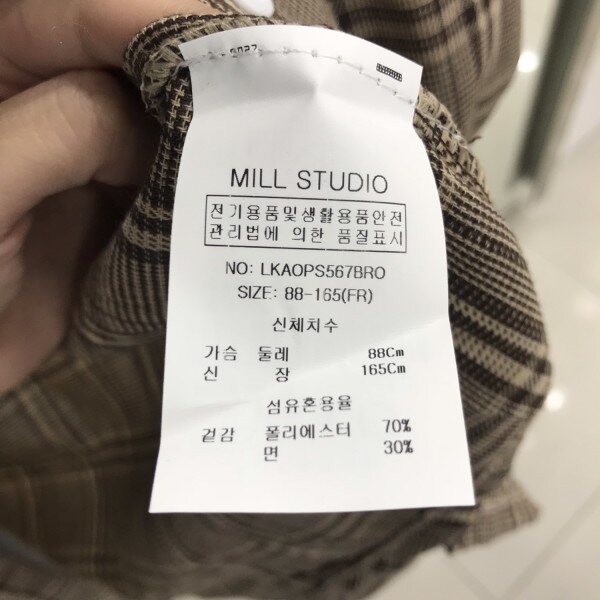 MILL STUDIO
전기용품및생활용품안전
관리법에 의한 품질표시
NO: LKAOPS567BRO
SIZE: 88-165(FR)
신체치수
가슴 둘레 88Cm
신 장 165Cm
섬유혼용율
겉감 폴리에스터 70%
면 30%